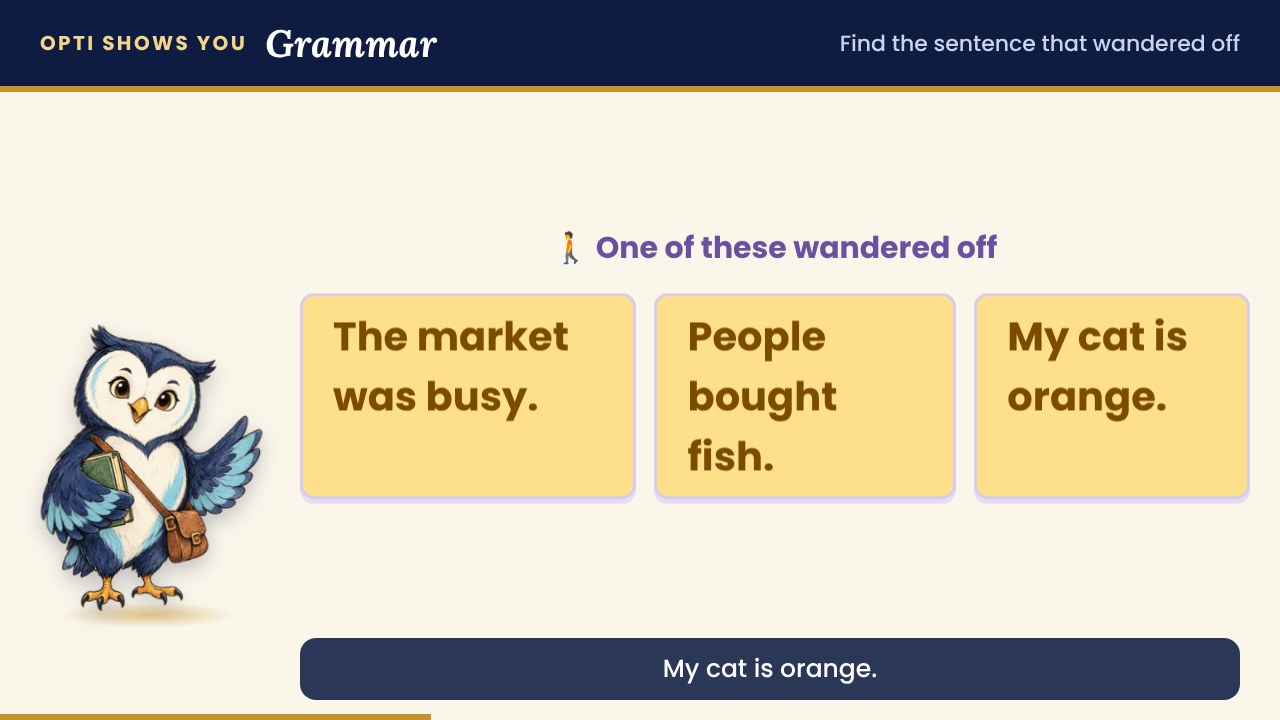 OPTI SHOWS YOU Grammar
Find the sentence that wandered off
One of these wandered off
The market
was busy.
People
bought
fish.
My cat is
orange.
My cat is orange.